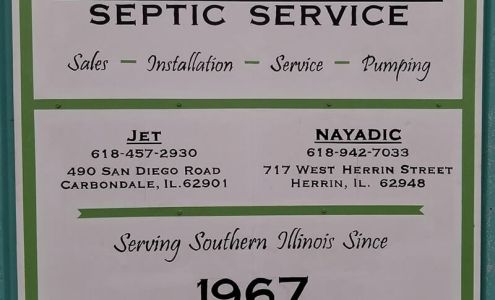 SEPTIC SERVICE
Sales – Installation – Service – Pumping
JET
618-457-2930
490 SAN DIEGO ROAD
CARBONDALE, IL.62901
NAYADIC
618-942-7033
717 WEST HERRIN STREET
HERRIN, IL. 62948
Serving Southern Illinois Since
1967